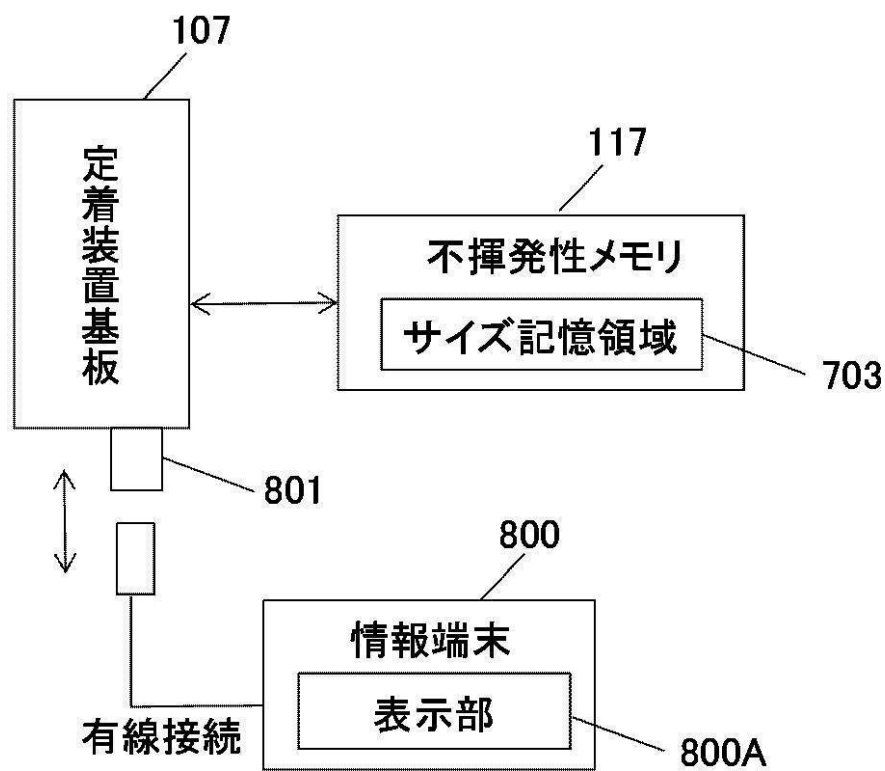 107
定着装置基板
117
不揮発性メモリ
サイズ記憶領域
703
801
800
情報端末
表示部
800A
有線接続